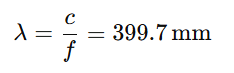 λ = c/f = 399.7 mm